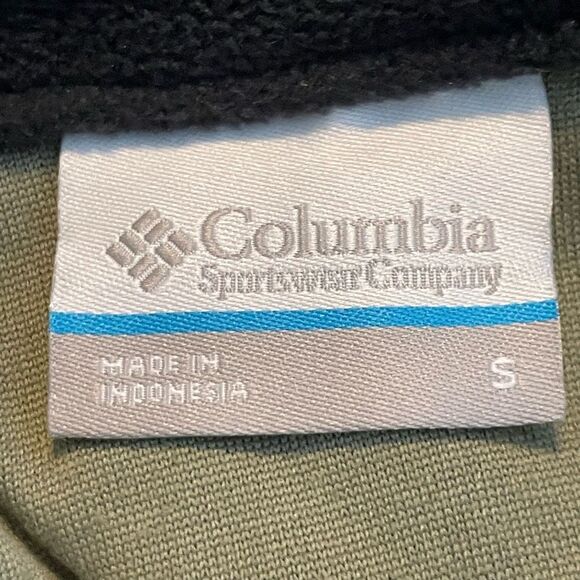 Columbia
Sportswear Company
MADE IN
INDONESIA
S